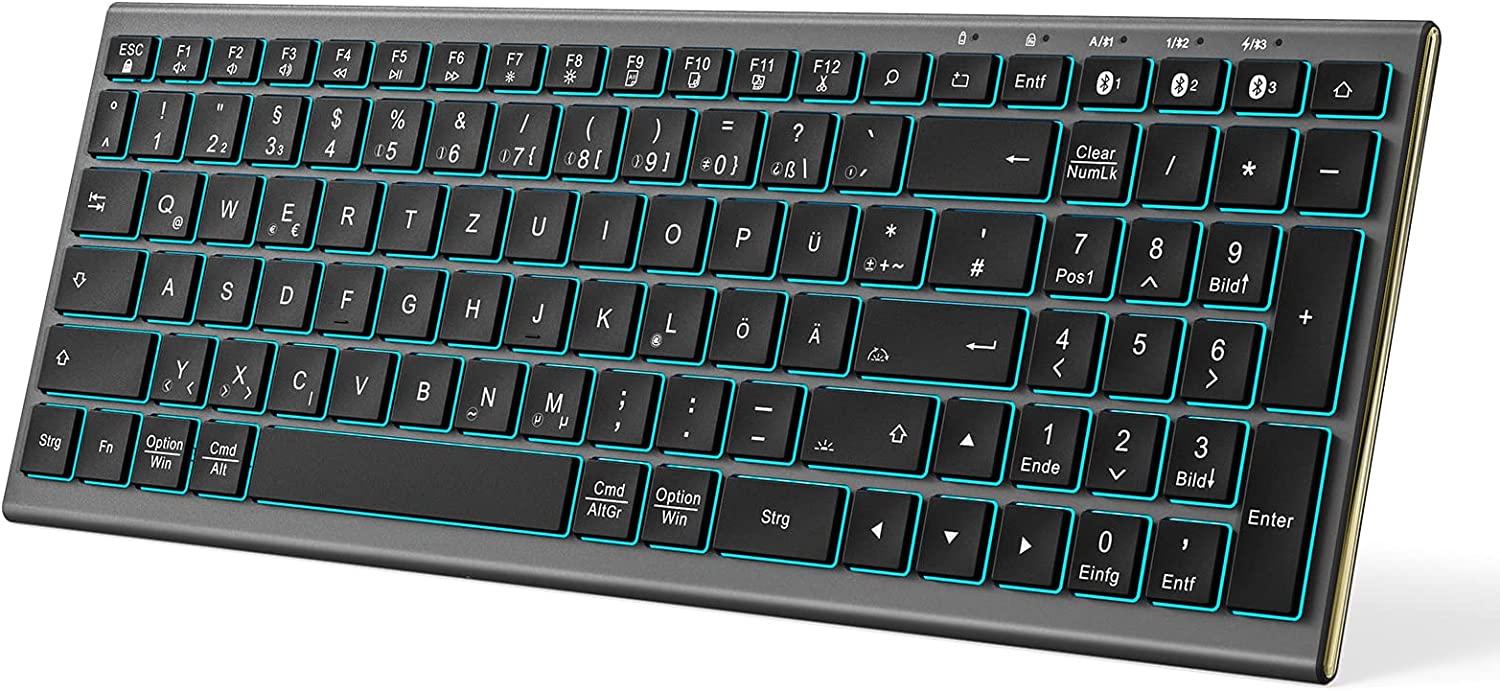 A/ 1 1/ 2 / 3
ESC F1 F2 F3 F4 F5 F6 F7 F8 F9 F10 F11 F12 Entf 1 2 3
° ! " § $ % & / ( ) = ? `
^ 1 2 2 3 3 4 5 6 7 { 8 [ 9 ] 0 } ß \ ´ Clear / * −
NumLk
Q W E R T Z U I O P Ü * ' 7 8 9
@ € € ± + ~ # Pos1 Bild↑
A S D F G H J K L Ö Ä 4 5 6 +
Y X C V B N M ; : – 1 2 3
~ µ µ , . - Ende Bild↓
Strg Fn Option Cmd Cmd Option Strg 0 , Enter
Win Alt AltGr Win Einfg Entf